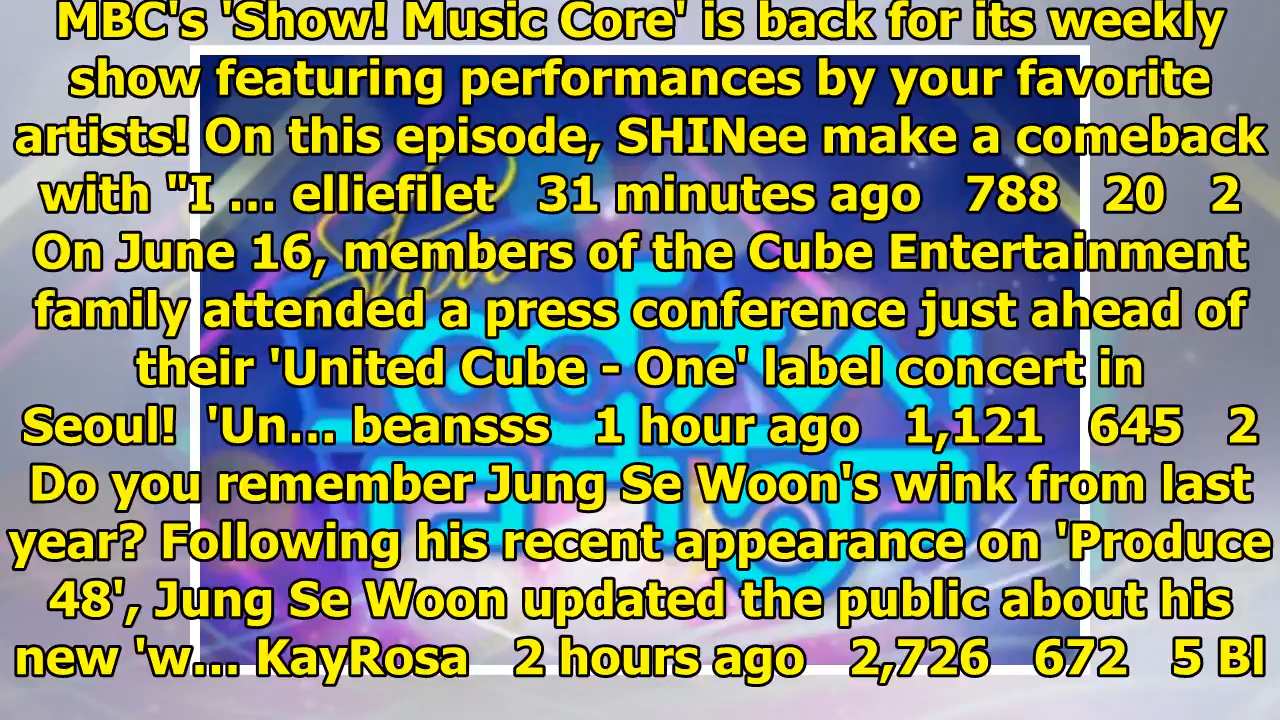 MBC's 'Show! Music Core' is back for its weekly
show featuring performances by your favorite
artists! On this episode, SHINee make a comeback
with "I ... elliefilet 31 minutes ago 788 20 2
On June 16, members of the Cube Entertainment
family attended a press conference just ahead of
their 'United Cube - One' label concert in
Seoul! 'Un... beansss 1 hour ago 1,121 645 2
Do you remember Jung Se Woon's wink from last
year? Following his recent appearance on 'Produce
48', Jung Se Woon updated the public about his
new 'w... KayRosa 2 hours ago 2,726 672 5 Bl
Show